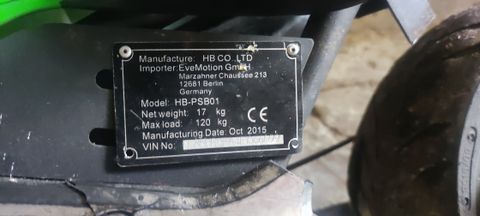 Manufacture: HB CO.,LTD
Importer: EveMotion GmbH
Marzahner Chaussee 213
12681 Berlin
Germany
Model: HB-PSB01
Net weight: 17 kg
Max load: 120 kg CE
Manufacturing Date: Oct 2015
VIN No: